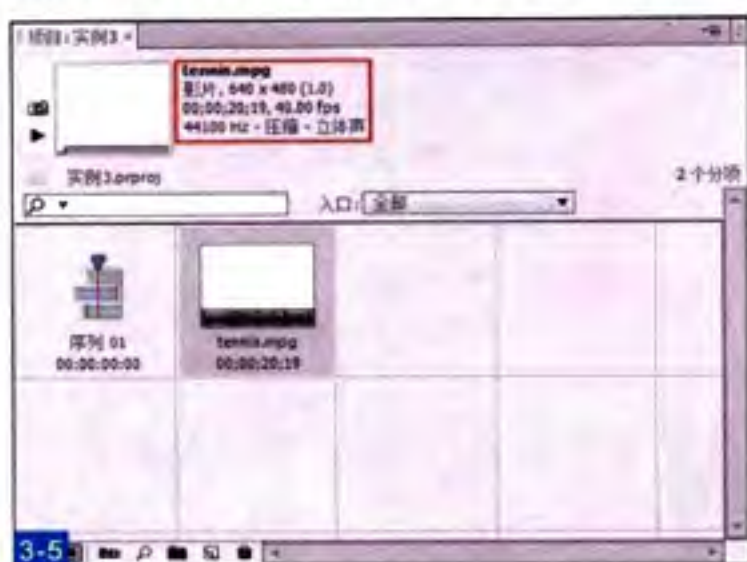 项目:实例3 ×
tennis.mpg
影片, 640 x 480 (1.0)
00;00;20;19, 40.00 fps
44100 Hz - 压缩 - 立体声
实例3.prproj
2 个分项
入口: 全部
序列 01
00:00:00:00
tennis.mpg
00;00;20;19
3-5